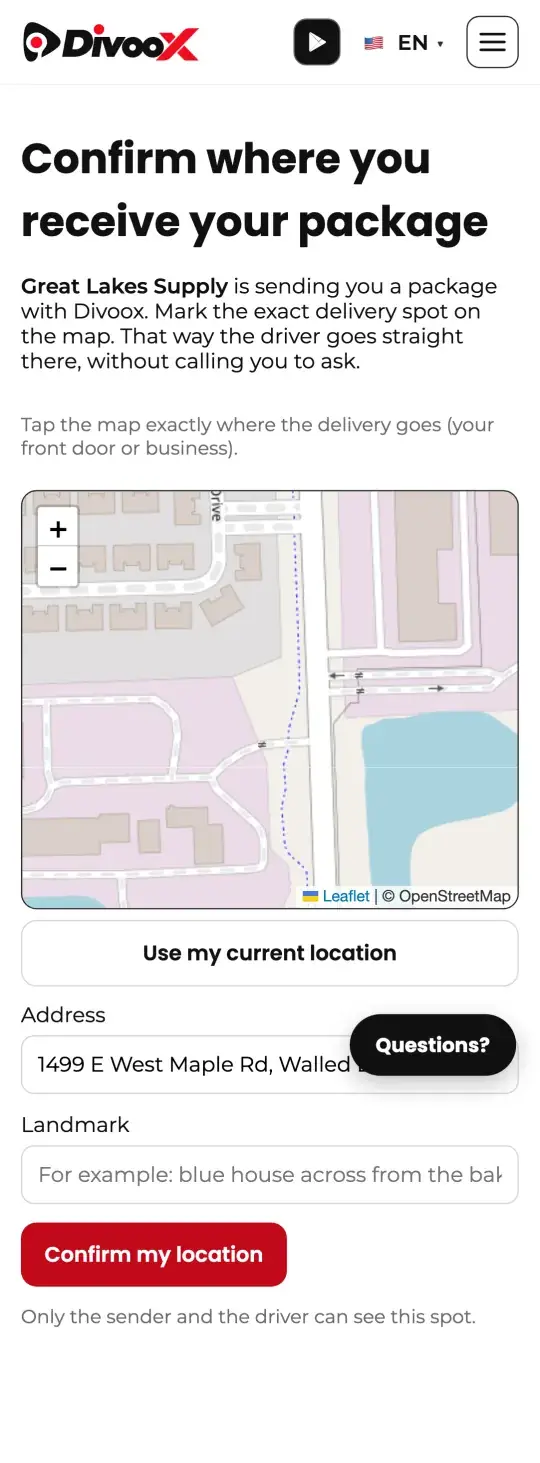 DivooX
EN
Confirm where you
receive your package
Great Lakes Supply is sending you a package
with Divoox. Mark the exact delivery spot on
the map. That way the driver goes straight
there, without calling you to ask.
Tap the map exactly where the delivery goes (your
front door or business).
Drive
+
−
Leaflet | © OpenStreetMap
Use my current location
Address
Questions?
1499 E West Maple Rd, Walled
Landmark
For example: blue house across from the
Confirm my location
Only the sender and the driver can see this spot.